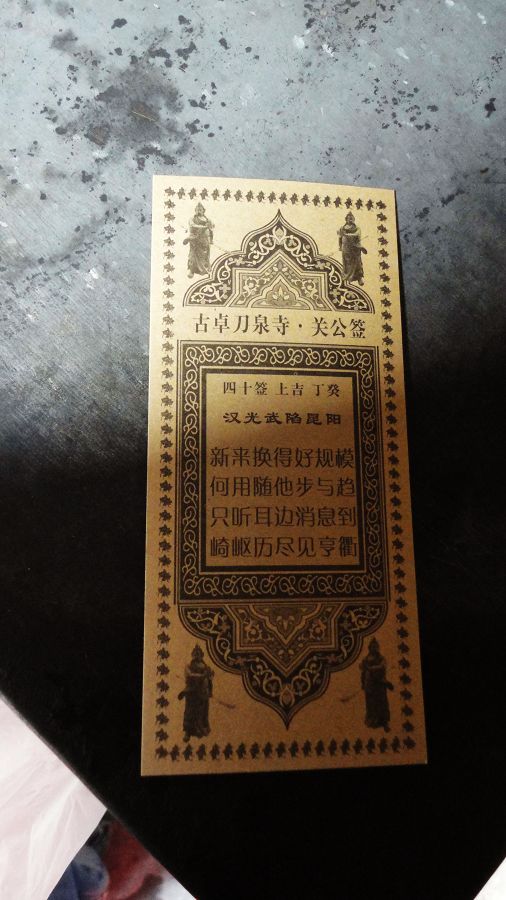 古卓刀泉寺·关公签
四十签 上吉 丁癸
汉光武陷昆阳
新来换得好规模
何用随他步与趋
只听耳边消息到
崎岖历尽见亨衢